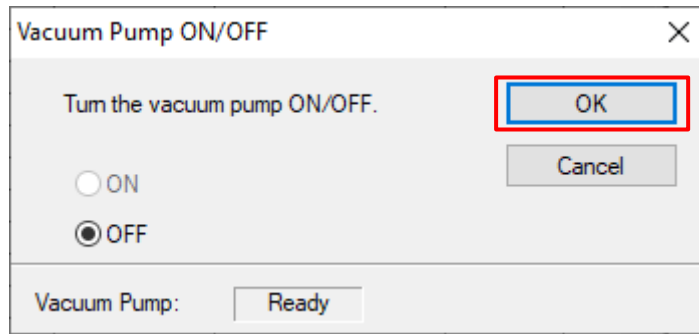 Vacuum Pump ON/OFF
Turn the vacuum pump ON/OFF.
OK
Cancel
ON
OFF
Vacuum Pump:
Ready